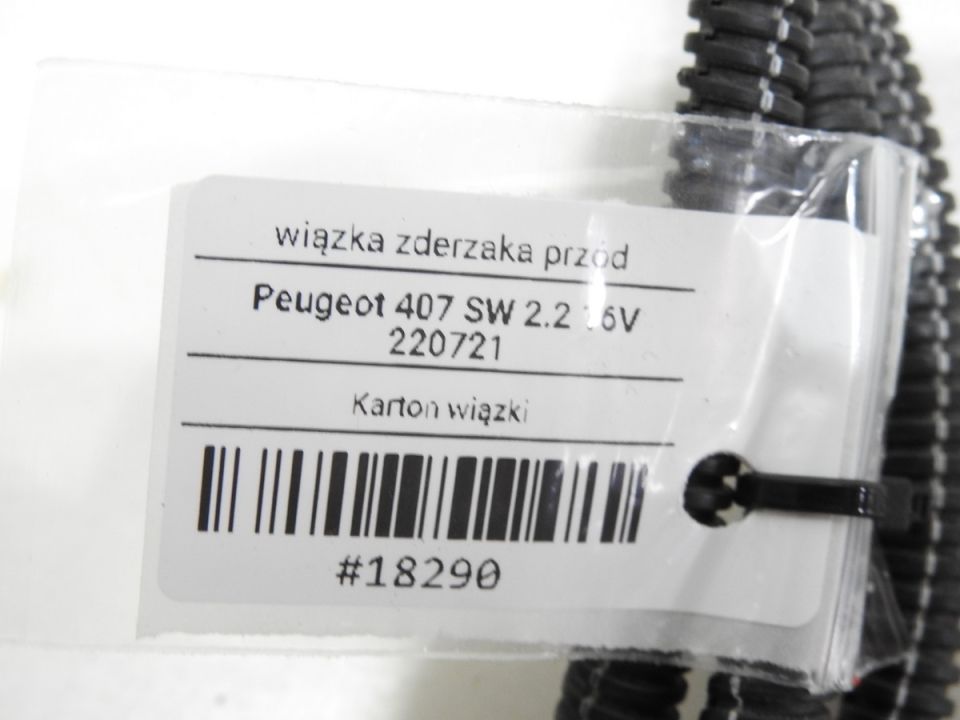 wiązka zderzaka przód
Peugeot 407 SW 2.2 16V
220721
Karton wiązki
#18290